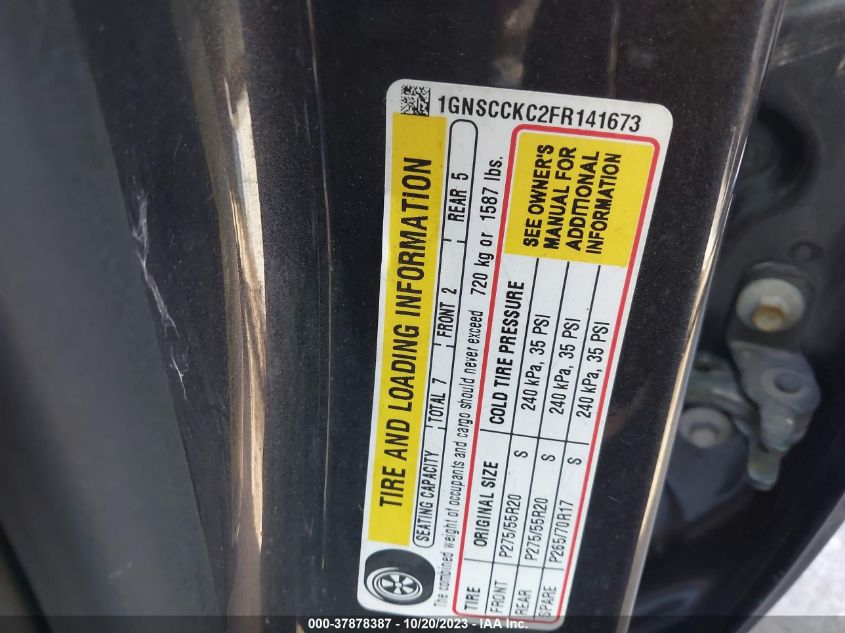 1GNSCCKC2FR141673
TIRE AND LOADING INFORMATION
SEATING CAPACITY TOTAL 7 FRONT 2 REAR 5
The combined weight of occupants and cargo should never exceed 720 kg or 1587 lbs.
TIRE ORIGINAL SIZE COLD TIRE PRESSURE
FRONT P275/55R20 S 240 kPa, 35 PSI
REAR P275/55R20 S 240 kPa, 35 PSI
SPARE P265/70R17 S 240 kPa, 35 PSI
SEE OWNER'S
MANUAL FOR
ADDITIONAL
INFORMATION
000-37878387 - 10/20/2023 - IAA Inc.